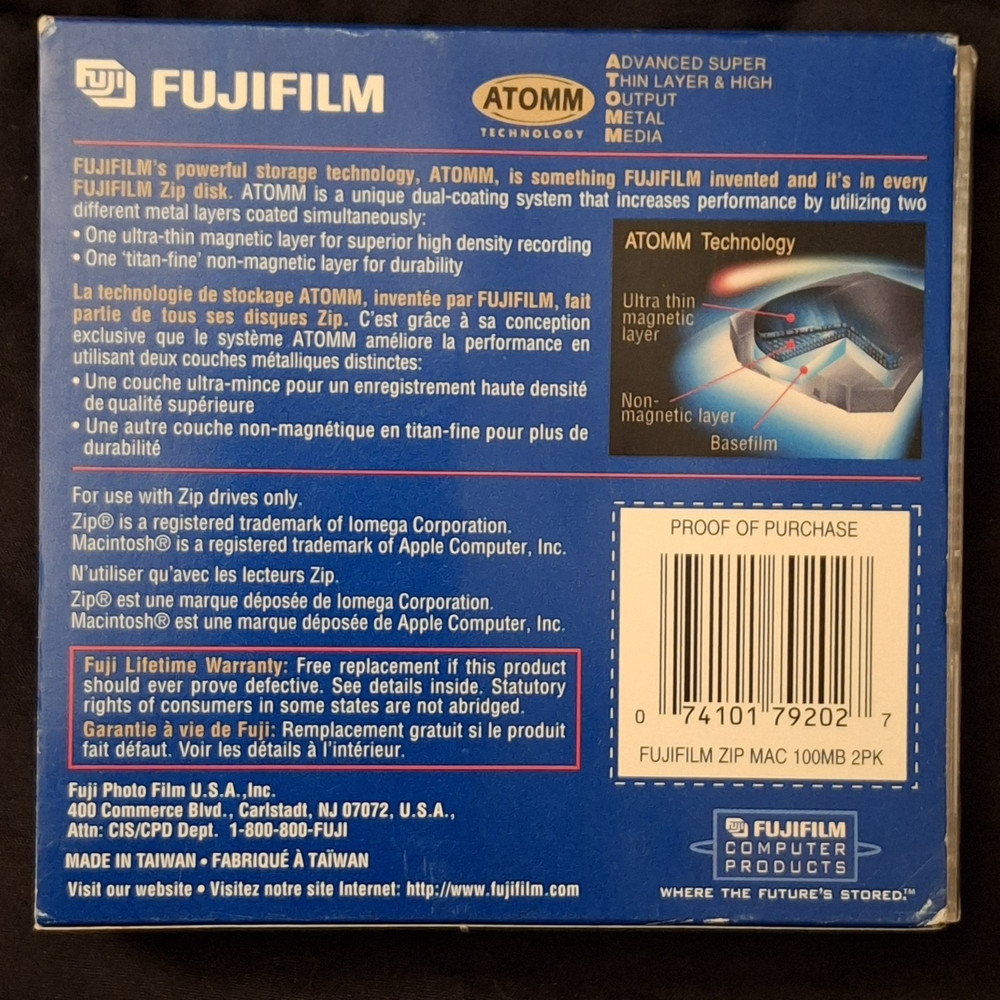 FUJI FUJIFILM
ATOMM
TECHNOLOGY
ADVANCED SUPER
THIN LAYER & HIGH
OUTPUT
METAL
MEDIA
FUJIFILM's powerful storage technology, ATOMM, is something FUJIFILM invented and it's in every
FUJIFILM Zip disk. ATOMM is a unique dual-coating system that increases performance by utilizing two
different metal layers coated simultaneously:
• One ultra-thin magnetic layer for superior high density recording
• One 'titan-fine' non-magnetic layer for durability
La technologie de stockage ATOMM, inventée par FUJIFILM, fait
partie de tous ses disques Zip. C'est grâce à sa conception
exclusive que le système ATOMM améliore la performance en
utilisant deux couches métalliques distinctes:
• Une couche ultra-mince pour un enregistrement haute densité
de qualité supérieure
• Une autre couche non-magnétique en titan-fine pour plus de
durabilité
ATOMM Technology
Ultra thin
magnetic
layer
Non-
magnetic layer
Basefilm
For use with Zip drives only.
Zip® is a registered trademark of Iomega Corporation.
Macintosh® is a registered trademark of Apple Computer, Inc.
N'utiliser qu'avec les lecteurs Zip.
Zip® est une marque déposée de Iomega Corporation.
Macintosh® est une marque déposée de Apple Computer, Inc.
Fuji Lifetime Warranty: Free replacement if this product
should ever prove defective. See details inside. Statutory
rights of consumers in some states are not abridged.
Garantie à vie de Fuji: Remplacement gratuit si le produit
fait défaut. Voir les détails à l'intérieur.
Fuji Photo Film U.S.A.,Inc.
400 Commerce Blvd., Carlstadt, NJ 07072, U.S.A.,
Attn: CIS/CPD Dept. 1-800-800-FUJI
MADE IN TAIWAN • FABRIQUÉ À TAÏWAN
Visit our website • Visitez notre site Internet: http://www.fujifilm.com
PROOF OF PURCHASE
0 74101 79202 7
FUJIFILM ZIP MAC 100MB 2PK
FUJI FUJIFILM
COMPUTER
PRODUCTS
WHERE THE FUTURE'S STORED.™